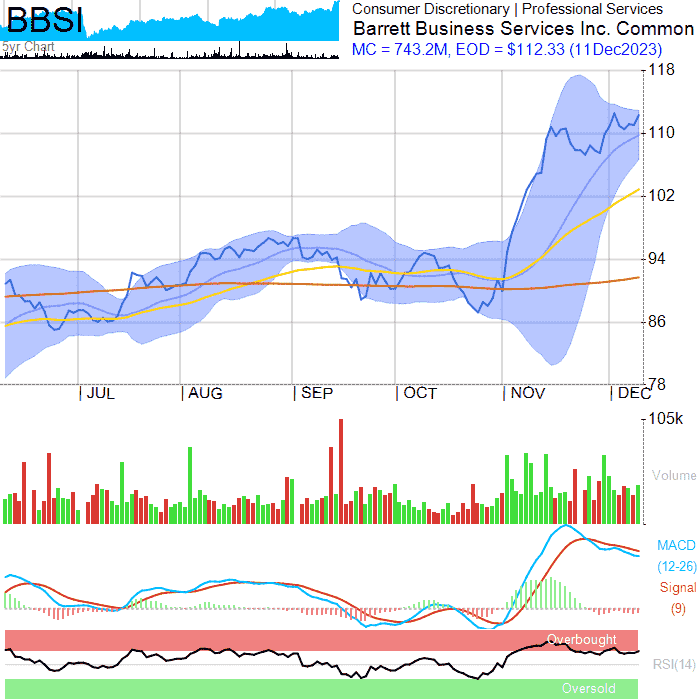 BBSI
5yr Chart
Consumer Discretionary | Professional Services
Barrett Business Services Inc. Common
MC = 743.2M, EOD = $112.33 (11Dec2023)
118
110
102
94
86
78
JUL AUG SEP OCT NOV DEC
105k
Volume
MACD
(12-26)
Signal
(9)
Overbought
RSI(14)
Oversold